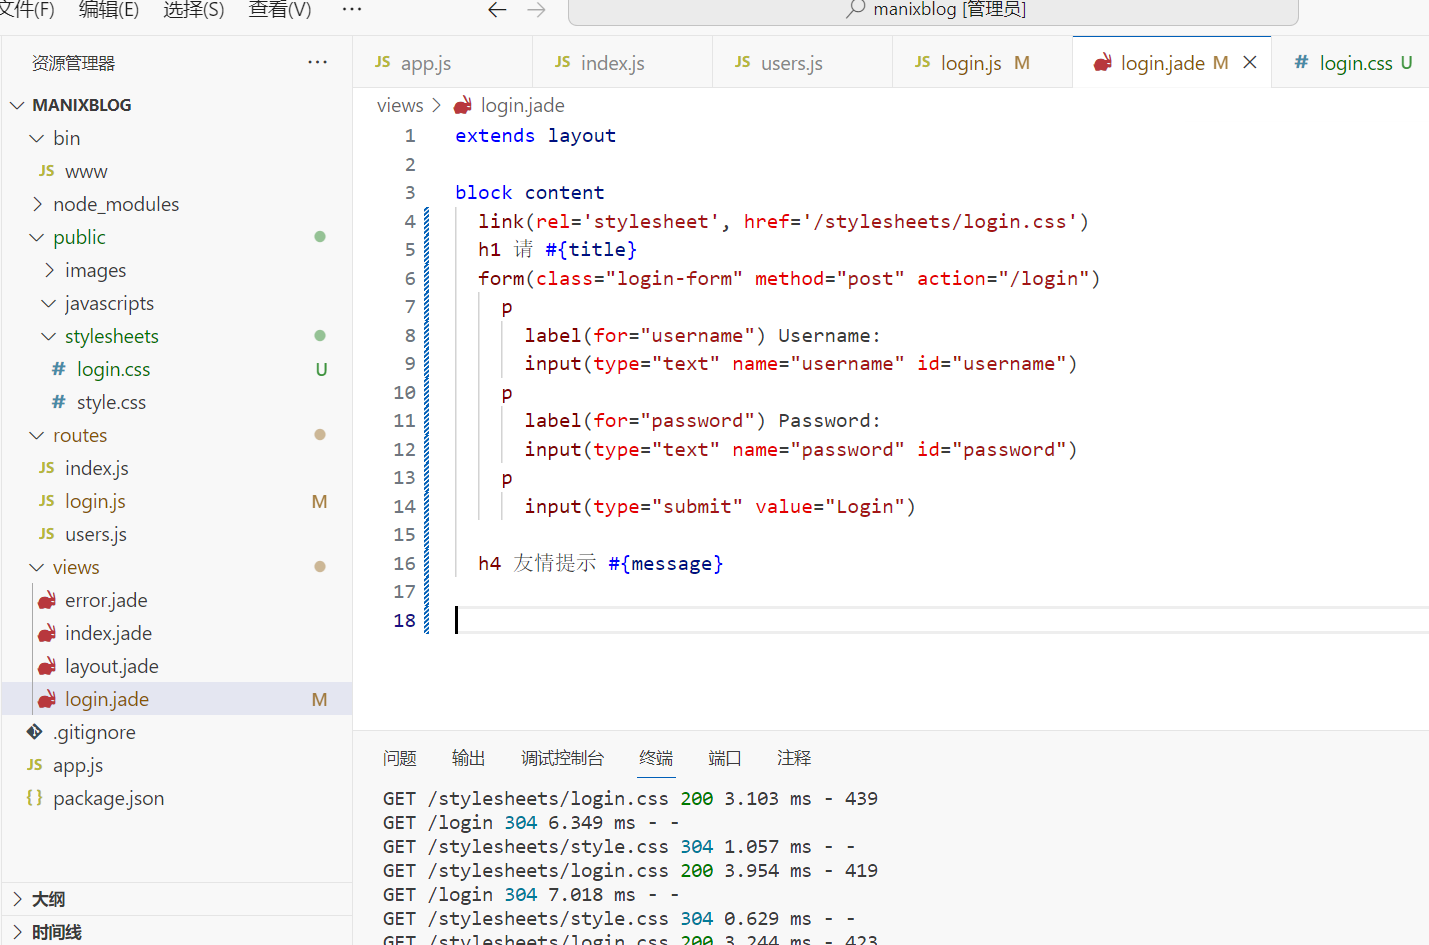 文件(F) 编辑(E) 选择(S) 查看(V) ··· manixblog [管理员]
资源管理器 ···
MANIXBLOG
bin
JS www
node_modules
public
images
javascripts
stylesheets
# login.css U
# style.css
routes
JS index.js
JS login.js M
JS users.js
views
error.jade
index.jade
layout.jade
login.jade M
.gitignore
JS app.js
{} package.json
大纲
时间线
JS app.js JS index.js JS users.js JS login.js M login.jade M # login.css U
views > login.jade
1 extends layout
2
3 block content
4 link(rel='stylesheet', href='/stylesheets/login.css')
5 h1 请 #{title}
6 form(class="login-form" method="post" action="/login")
7 p
8 label(for="username") Username:
9 input(type="text" name="username" id="username")
10 p
11 label(for="password") Password:
12 input(type="text" name="password" id="password")
13 p
14 input(type="submit" value="Login")
15
16 h4 友情提示 #{message}
17
18
问题 输出 调试控制台 终端 端口 注释
GET /stylesheets/login.css 200 3.103 ms - 439
GET /login 304 6.349 ms - -
GET /stylesheets/style.css 304 1.057 ms - -
GET /stylesheets/login.css 200 3.954 ms - 419
GET /login 304 7.018 ms - -
GET /stylesheets/style.css 304 0.629 ms - -
GET /stylesheets/login.css 200 3.244 ms - 423